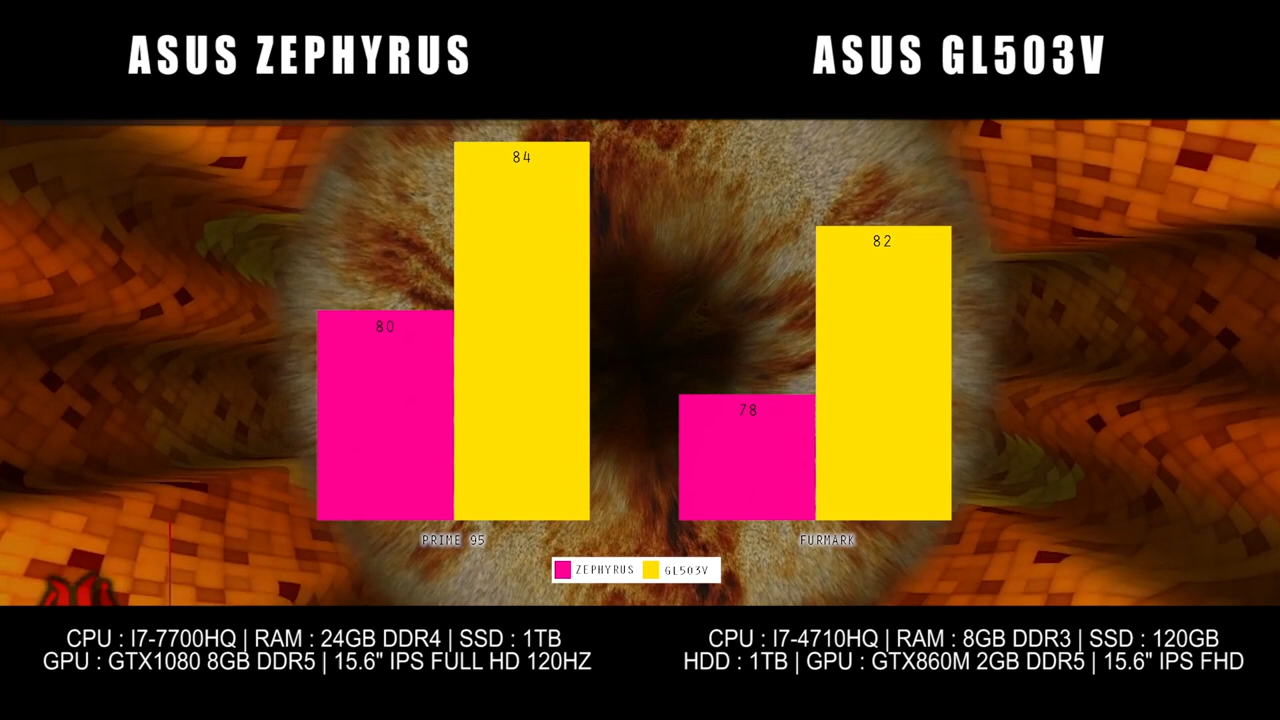 ASUS ZEPHYRUS
ASUS GL503V
84
80
82
78
PRIME 95
FURMARK
ZEPHYRUS
GL503V
CPU : I7-7700HQ | RAM : 24GB DDR4 | SSD : 1TB
GPU : GTX1080 8GB DDR5 | 15.6" IPS FULL HD 120HZ
CPU : I7-4710HQ | RAM : 8GB DDR3 | SSD : 120GB
HDD : 1TB | GPU : GTX860M 2GB DDR5 | 15.6" IPS FHD